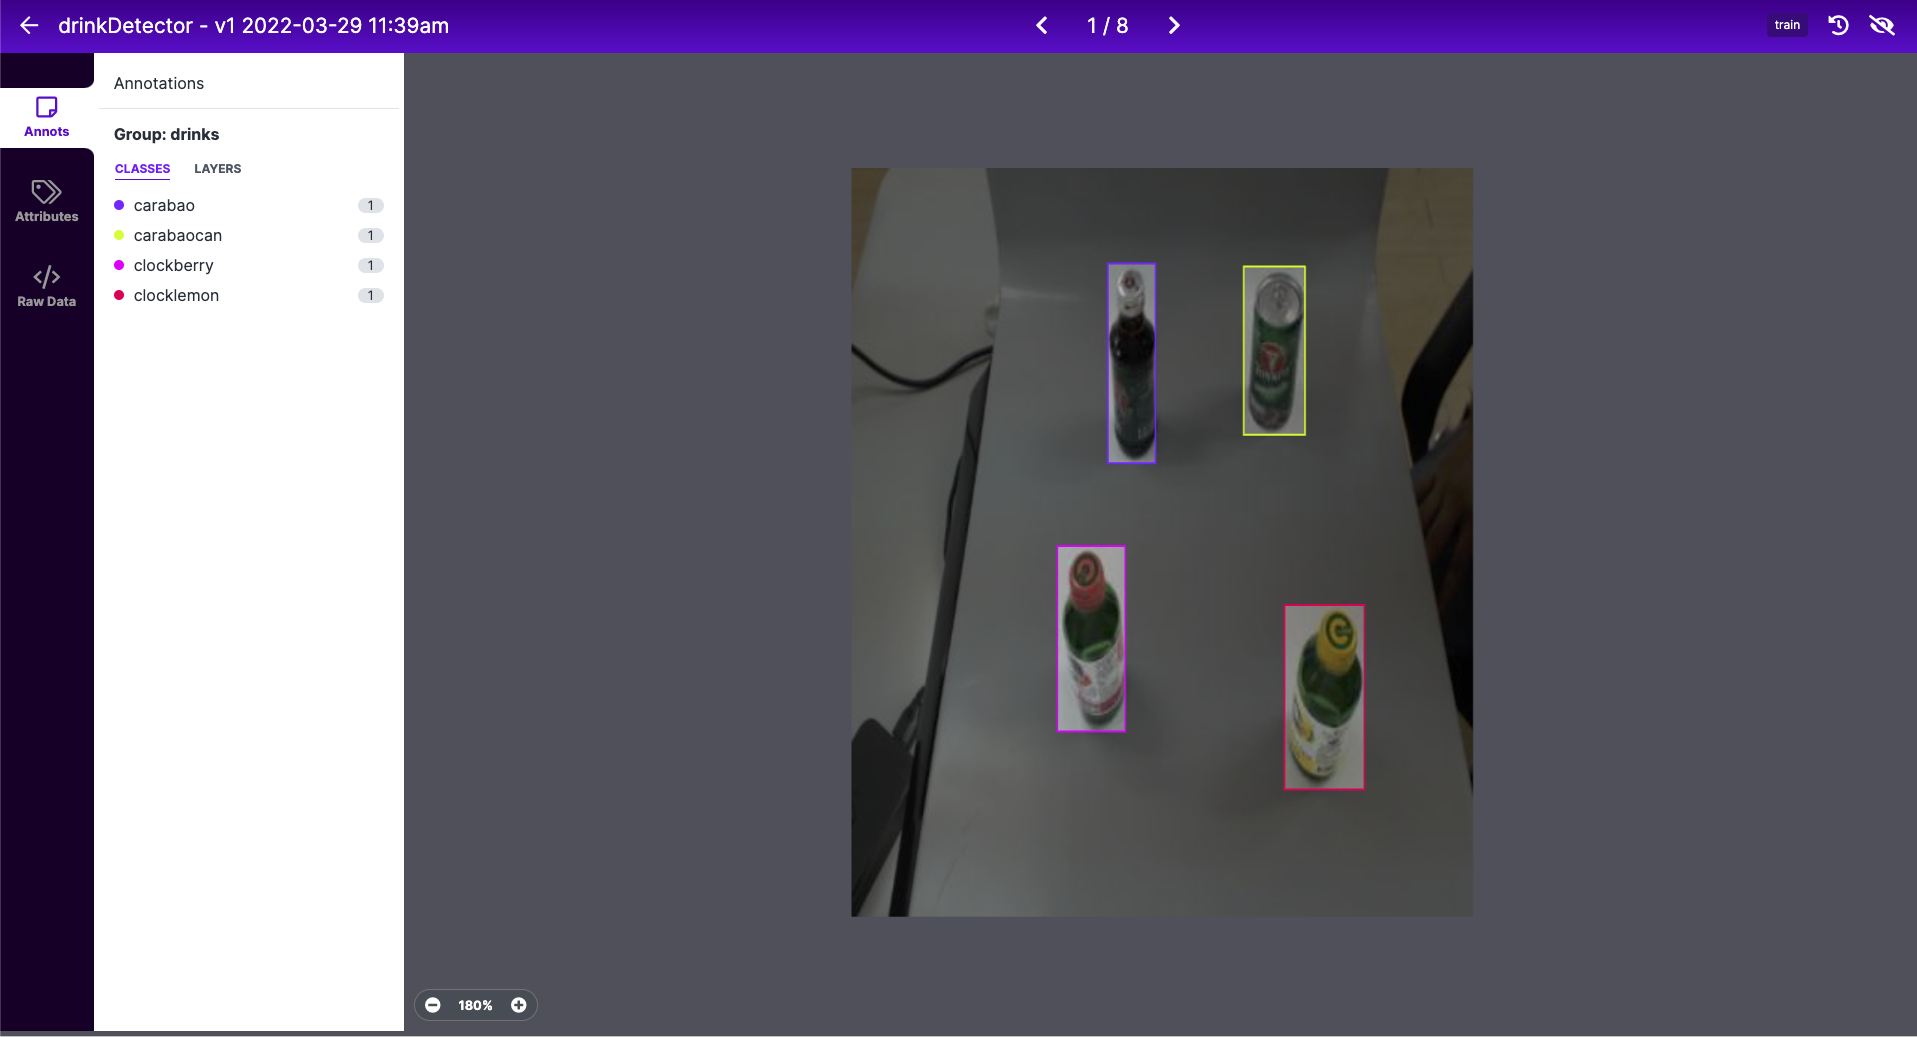 drinkDetector - v1 2022-03-29 11:39am
1 / 8
train
Annots
Attributes
</>
Raw Data
Annotations
Group: drinks
CLASSES LAYERS
carabao 1
carabaocan 1
clockberry 1
clocklemon 1
C
180%